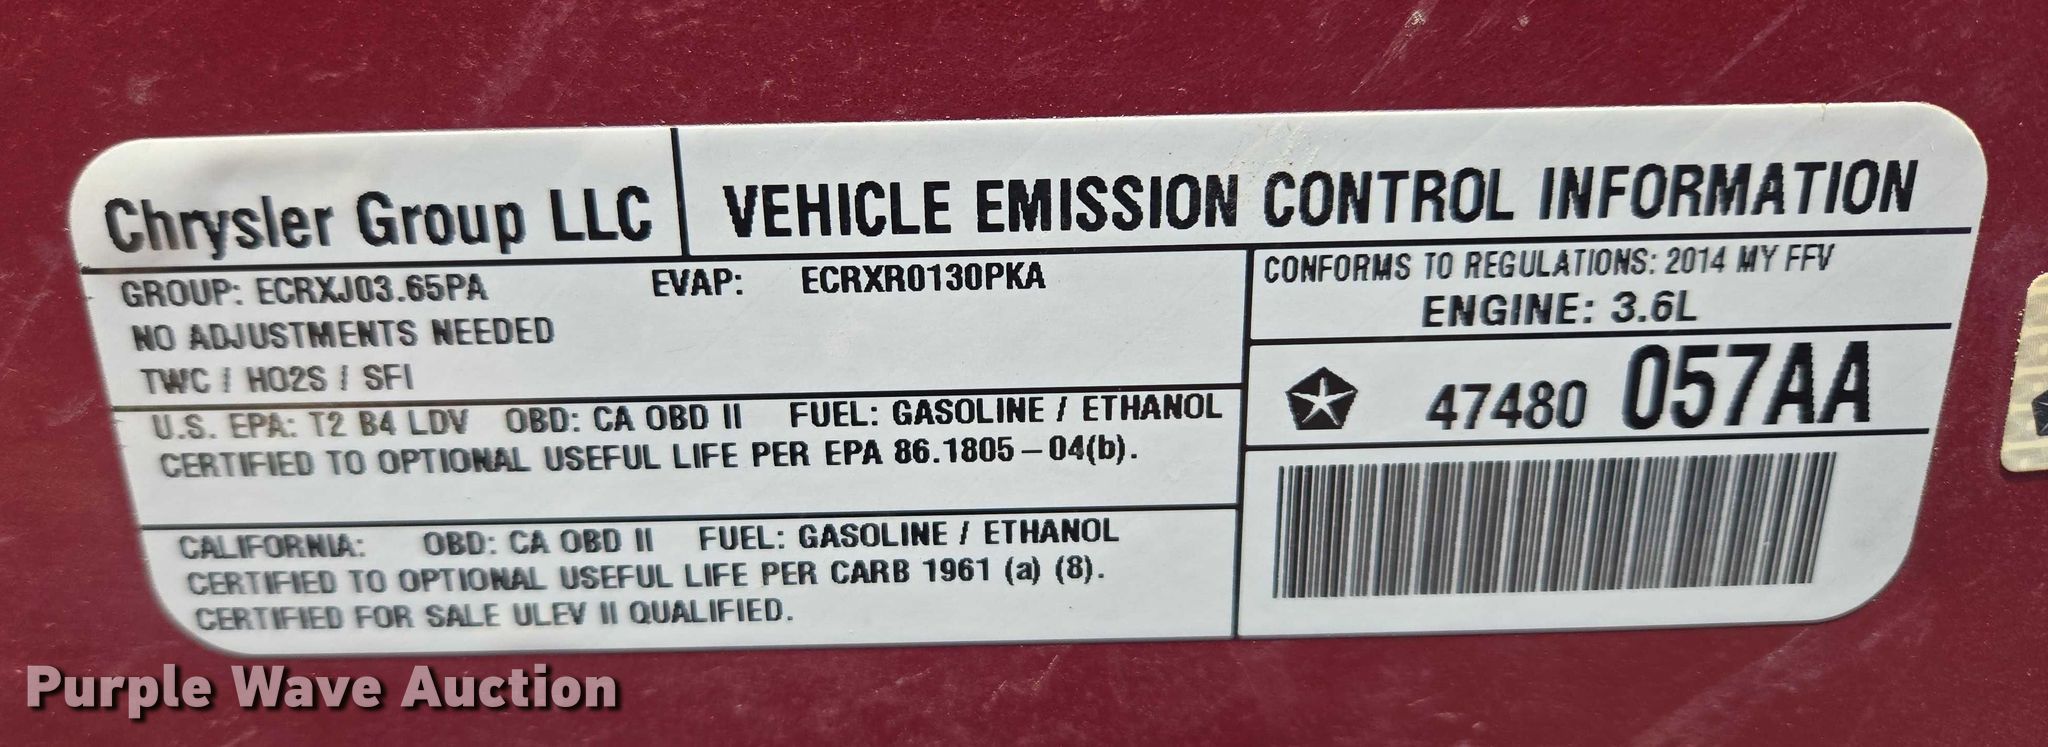 Chrysler Group LLC
VEHICLE EMISSION CONTROL INFORMATION
GROUP: ECRXJ03.65PA EVAP: ECRXR0130PKA
NO ADJUSTMENTS NEEDED
TWC / HO2S / SFI
CONFORMS TO REGULATIONS: 2014 MY FFV
ENGINE: 3.6L
47480 057AA
U.S. EPA: T2 B4 LDV OBD: CA OBD II FUEL: GASOLINE / ETHANOL
CERTIFIED TO OPTIONAL USEFUL LIFE PER EPA 86.1805-04(b).
CALIFORNIA: OBD: CA OBD II FUEL: GASOLINE / ETHANOL
CERTIFIED TO OPTIONAL USEFUL LIFE PER CARB 1961 (a) (8).
CERTIFIED FOR SALE ULEV II QUALIFIED.
Purple Wave Auction